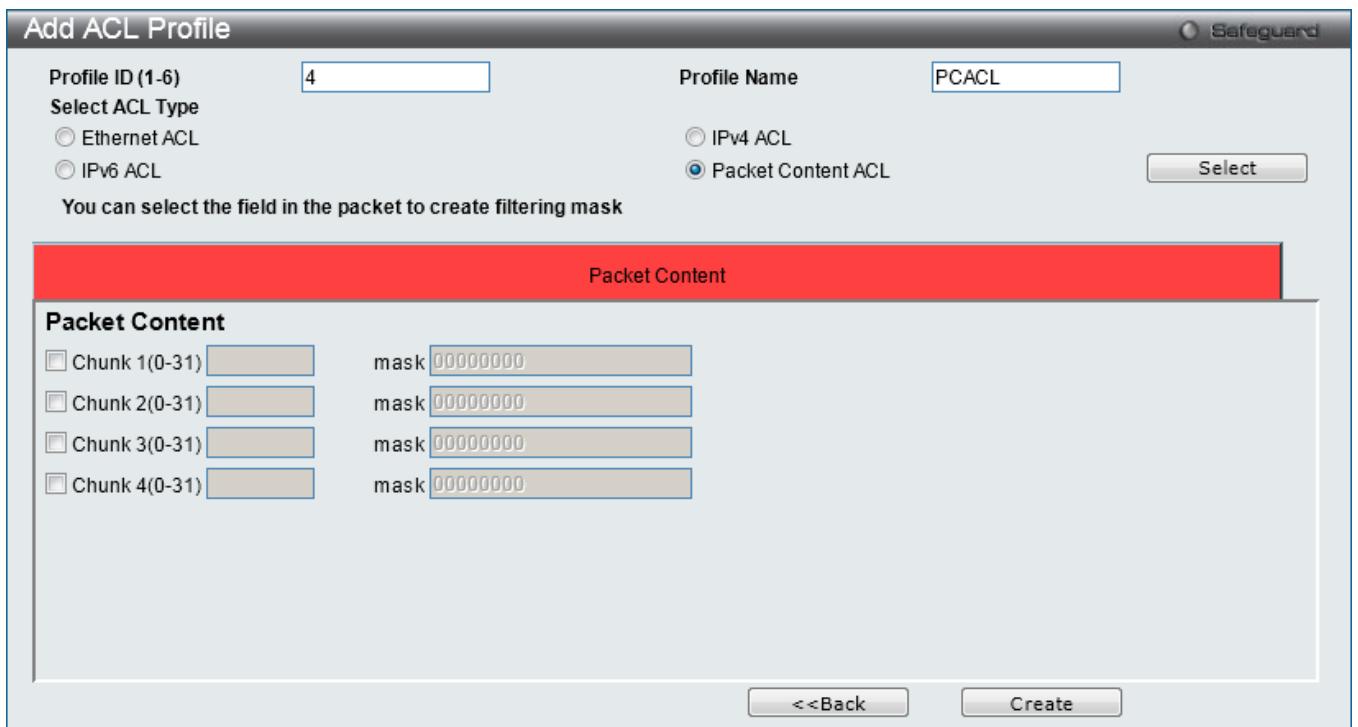 Add ACL Profile Safeguard
Profile ID (1-6) 4 Profile Name PCACL
Select ACL Type
Ethernet ACL IPv4 ACL
IPv6 ACL Packet Content ACL Select
You can select the field in the packet to create filtering mask
Packet Content
Packet Content
Chunk 1(0-31) mask 00000000
Chunk 2(0-31) mask 00000000
Chunk 3(0-31) mask 00000000
Chunk 4(0-31) mask 00000000
<<Back Create